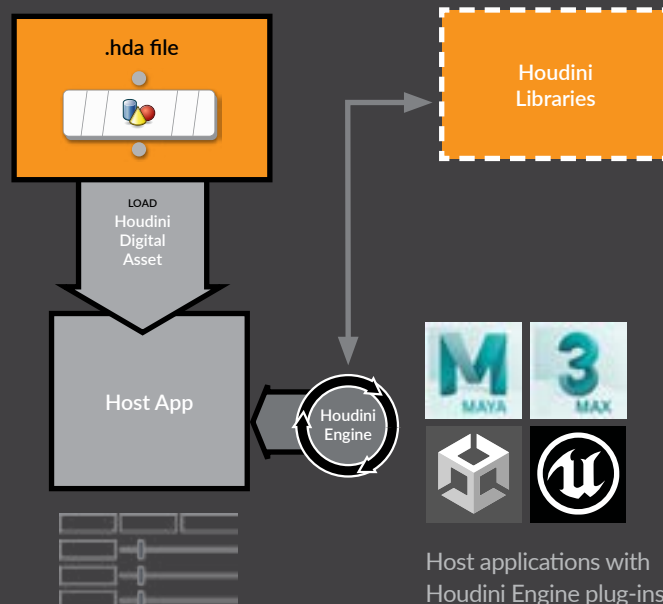 .hda file
Houdini
Libraries
LOAD
Houdini
Digital
Asset
Host App
Houdini
Engine
M
MAYA
3
MAX
Host applications with
Houdini Engine plug-ins